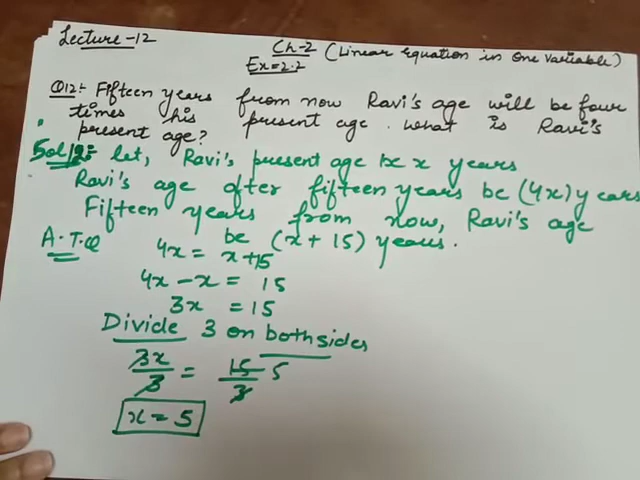 Lecture-12
Ch-2 (Linear Equation in One Variable)
Ex=2.2
Q12:- Fifteen years from now Ravi's age will be four
times his present age. what is Ravi's
present age?
Sol12:- let, Ravi's present age be x years
Ravi's age after fifteen years be (4x) years
Fifteen years from now, Ravi's age
be (x + 15) years.
A.T.Q
4x = x+15
4x - x = 15
3x = 15
Divide 3 on both sides
3x/3 = 15/3 5
x = 5